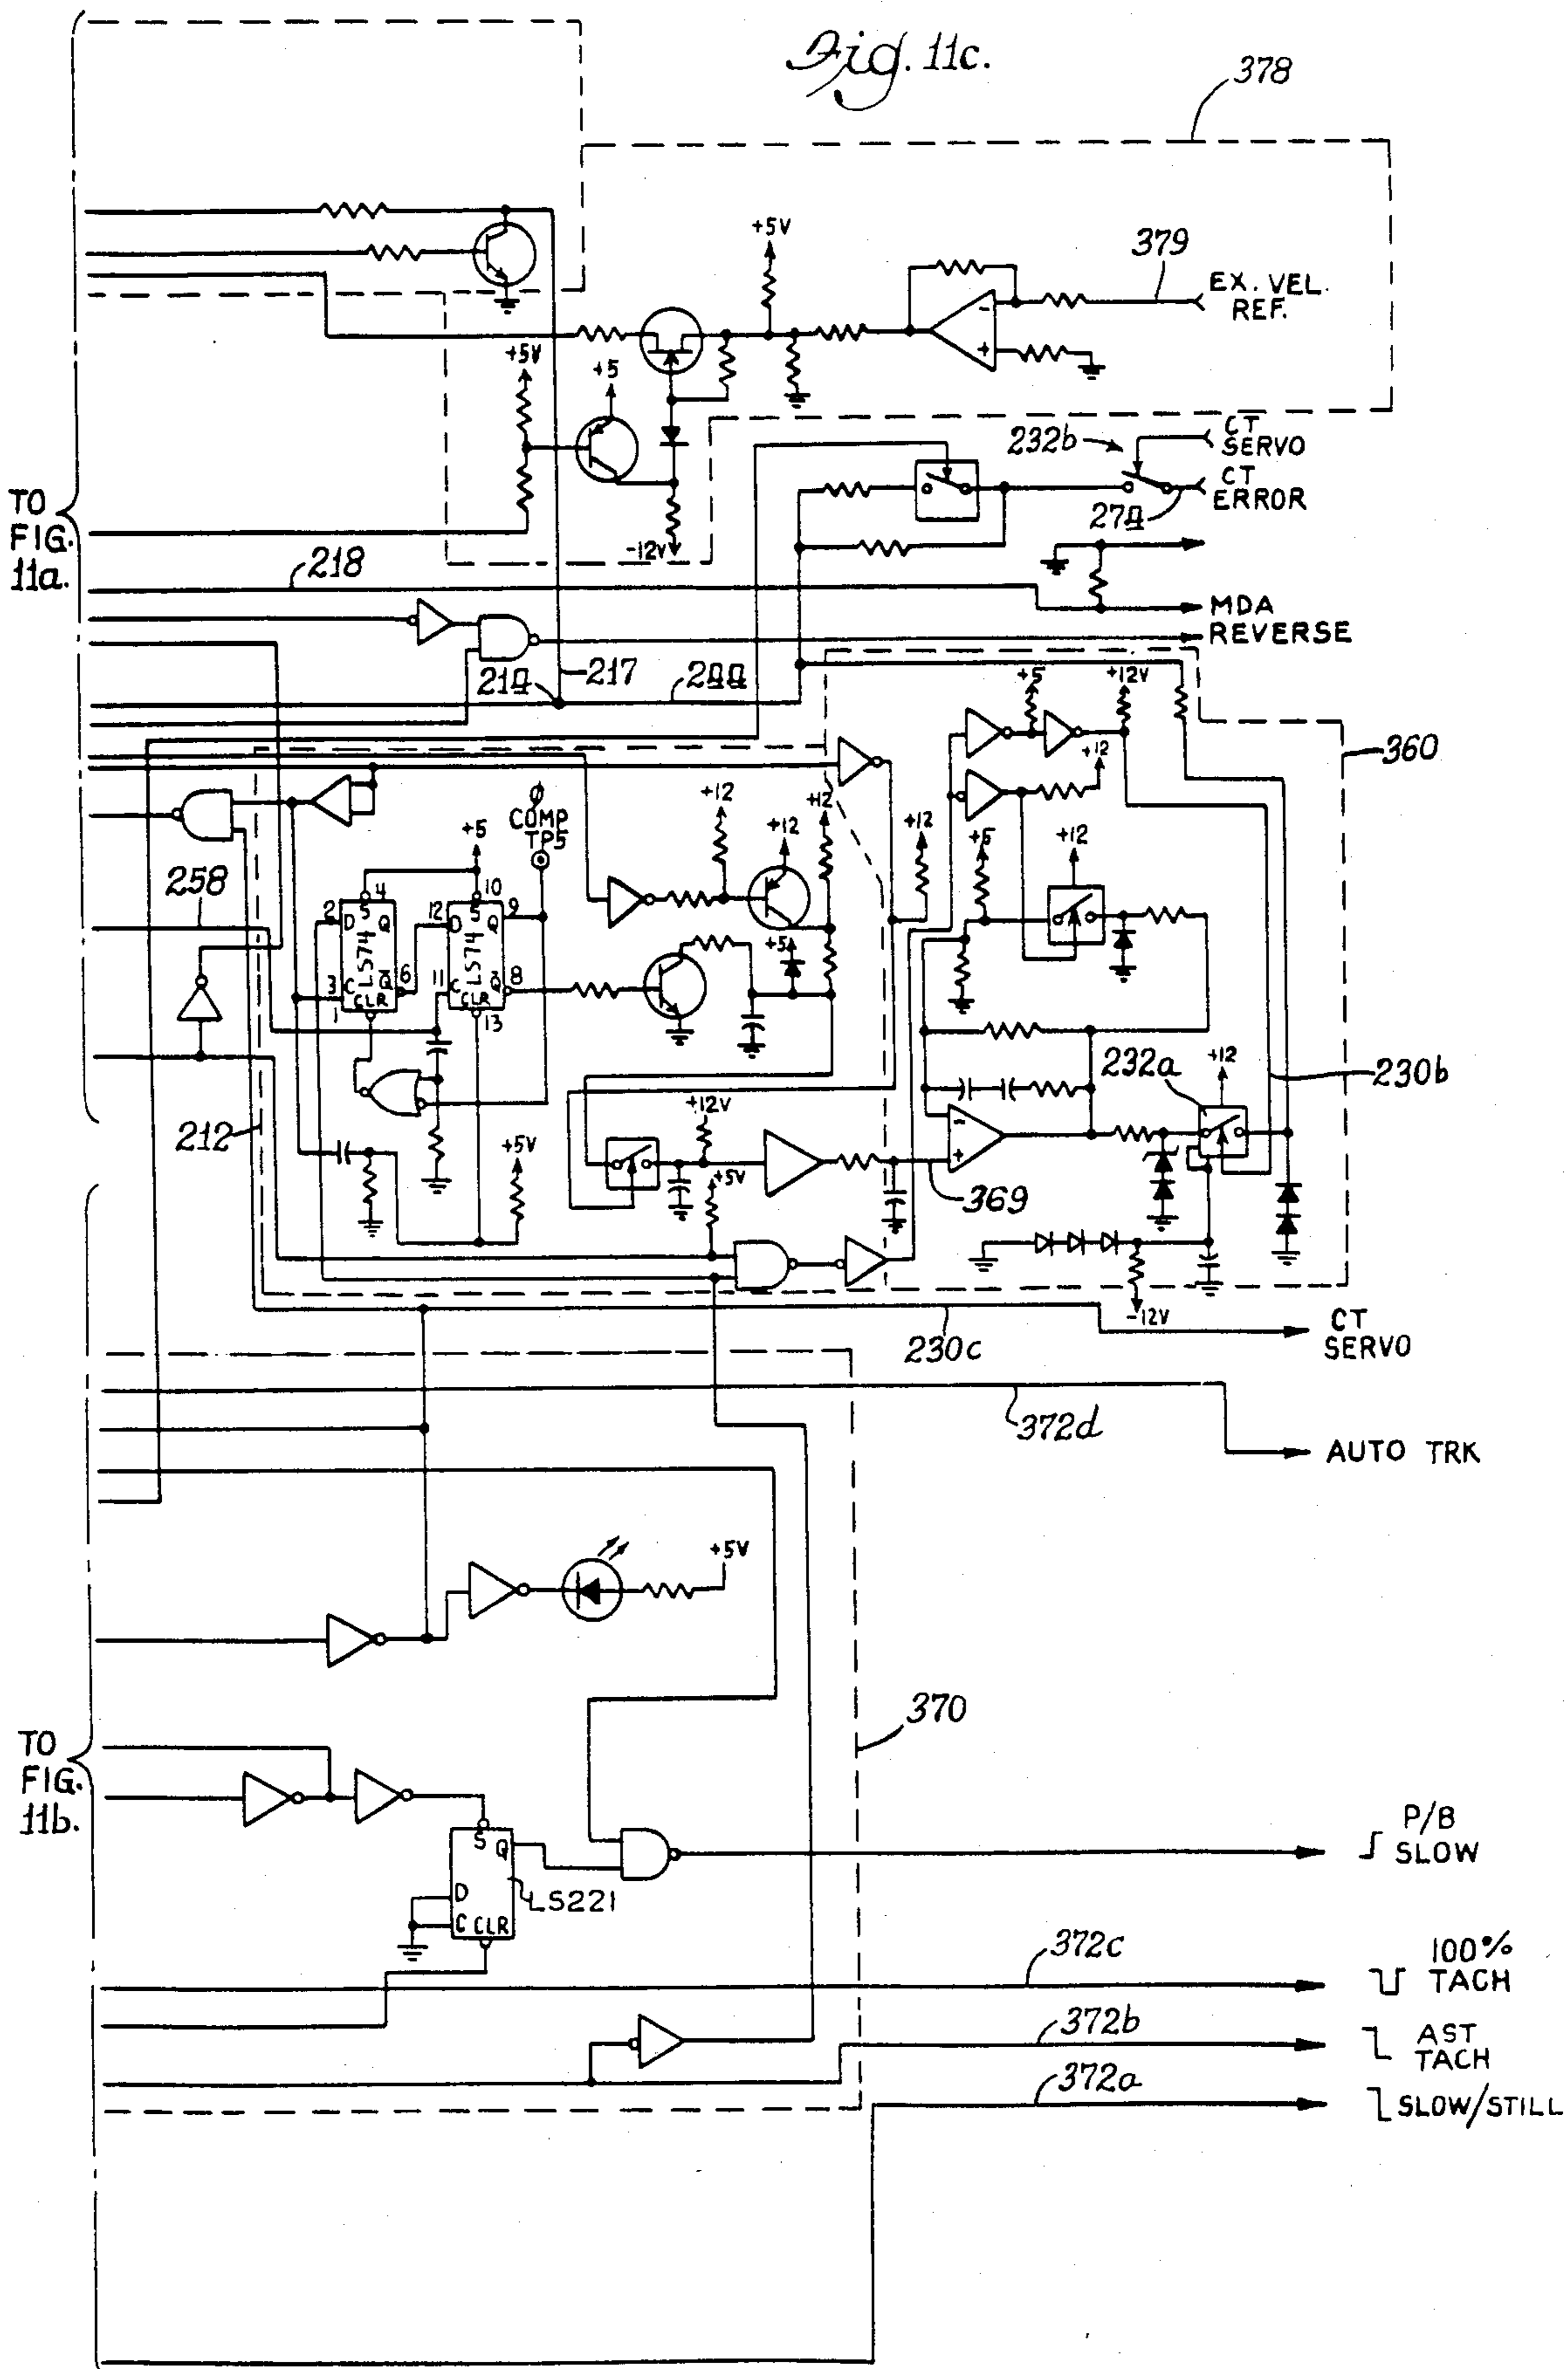 Fig. 11c.
378
+5V
379
EX. VEL.
REF.
-
+
+5V
+5
232b
CT
SERVO
CT
ERROR
274
-12V
TO
FIG.
11a.
218
MDA
REVERSE
214
217
244
+5
+12V
+12
360
Ø
COMP
TP5
+5
+12
+12
+12
+12
+5
+12
258
2
D
S
4
Q
LS74
3
C
Q̅
6
CLR
1
12
D
S
10
Q
9
LS74
11
C
Q̅
8
CLR
13
+5
212
+12V
+5V
+5V
232a
+12
230b
-
+
369
-12V
230c
CT
SERVO
372d
AUTO TRK
+5V
370
TO
FIG.
11b.
S
Q
D
C CLR
LS221
P/B
SLOW
372c
100%
TACH
372b
AST
TACH
372a
SLOW/STILL